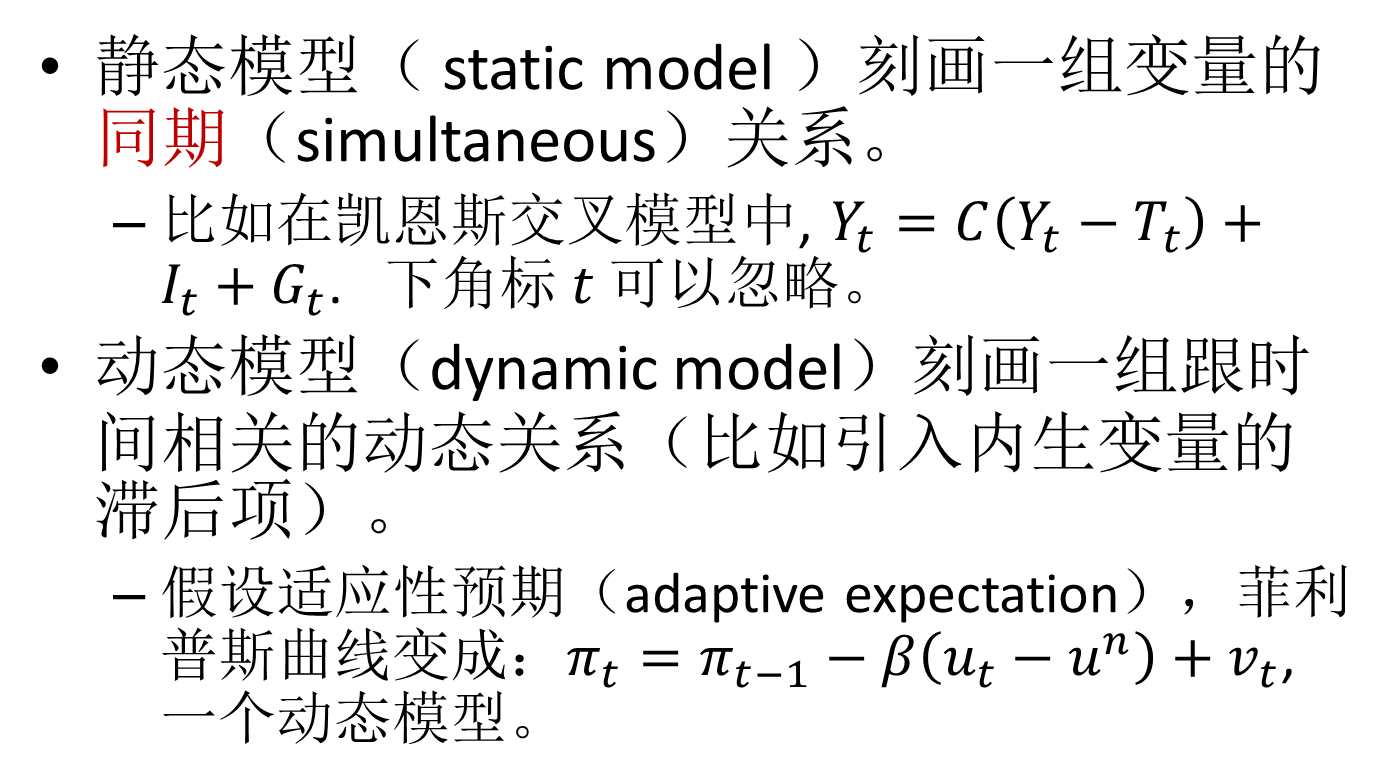 • 静态模型（ static model ）刻画一组变量的
同期（simultaneous）关系。
– 比如在凯恩斯交叉模型中, Yₜ = C(Yₜ − Tₜ) +
Iₜ + Gₜ. 下角标 t 可以忽略。
• 动态模型（dynamic model）刻画一组跟时
间相关的动态关系（比如引入内生变量的
滞后项）。
– 假设适应性预期（adaptive expectation），菲利
普斯曲线变成：πₜ = πₜ₋₁ − β(uₜ − uⁿ) + vₜ,
一个动态模型。